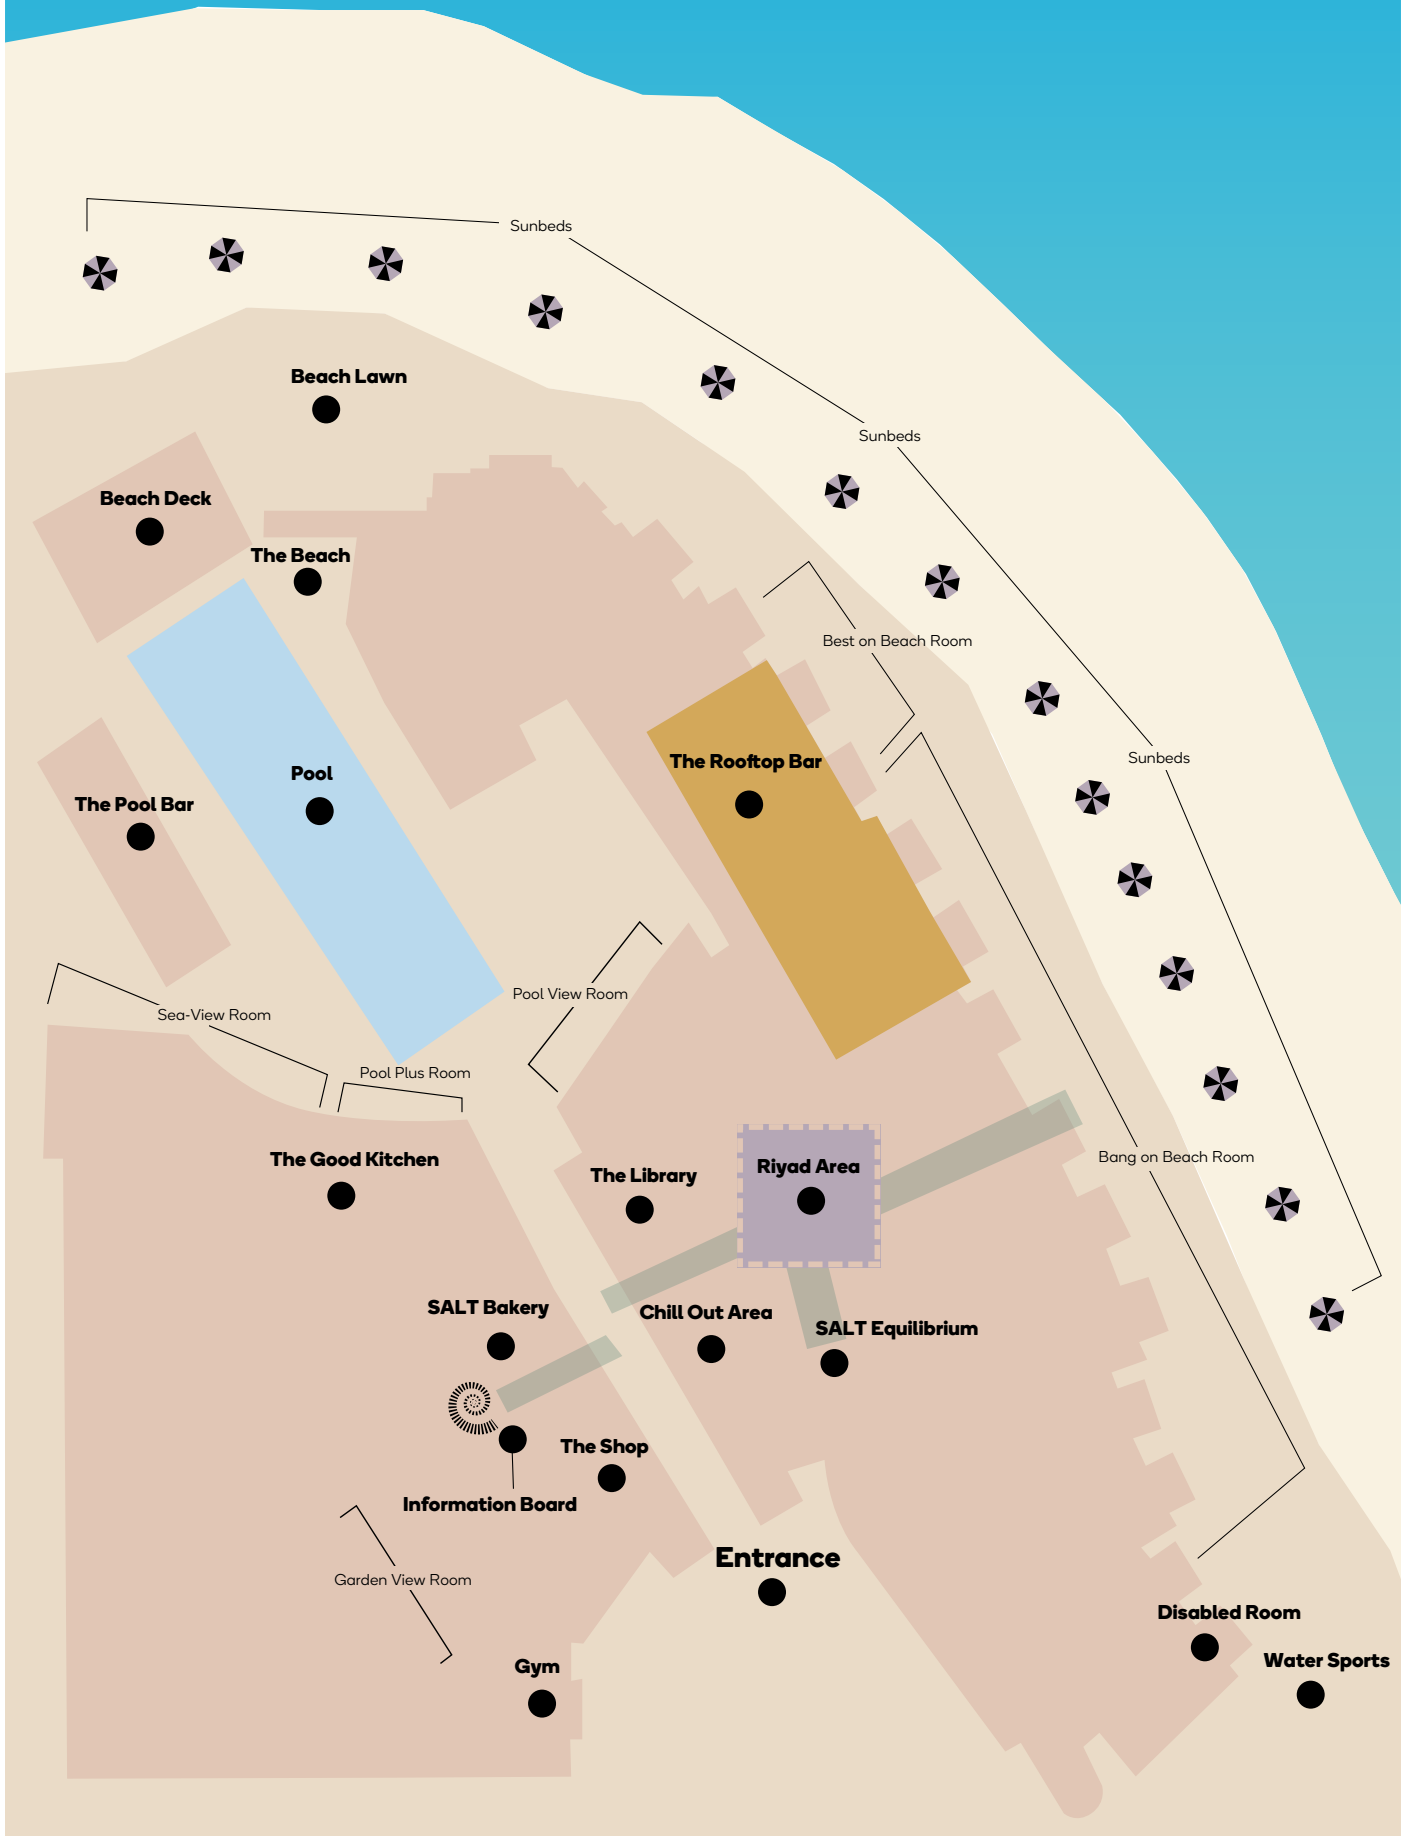 Sunbeds
Beach Lawn
Sunbeds
Beach Deck
The Beach
Best on Beach Room
Sunbeds
The Rooftop Bar
Pool
The Pool Bar
Pool View Room
Sea-View Room
Pool Plus Room
Bang on Beach Room
The Good Kitchen
Riyad Area
The Library
SALT Bakery
Chill Out Area
SALT Equilibrium
The Shop
Information Board
Entrance
Garden View Room
Disabled Room
Water Sports
Gym